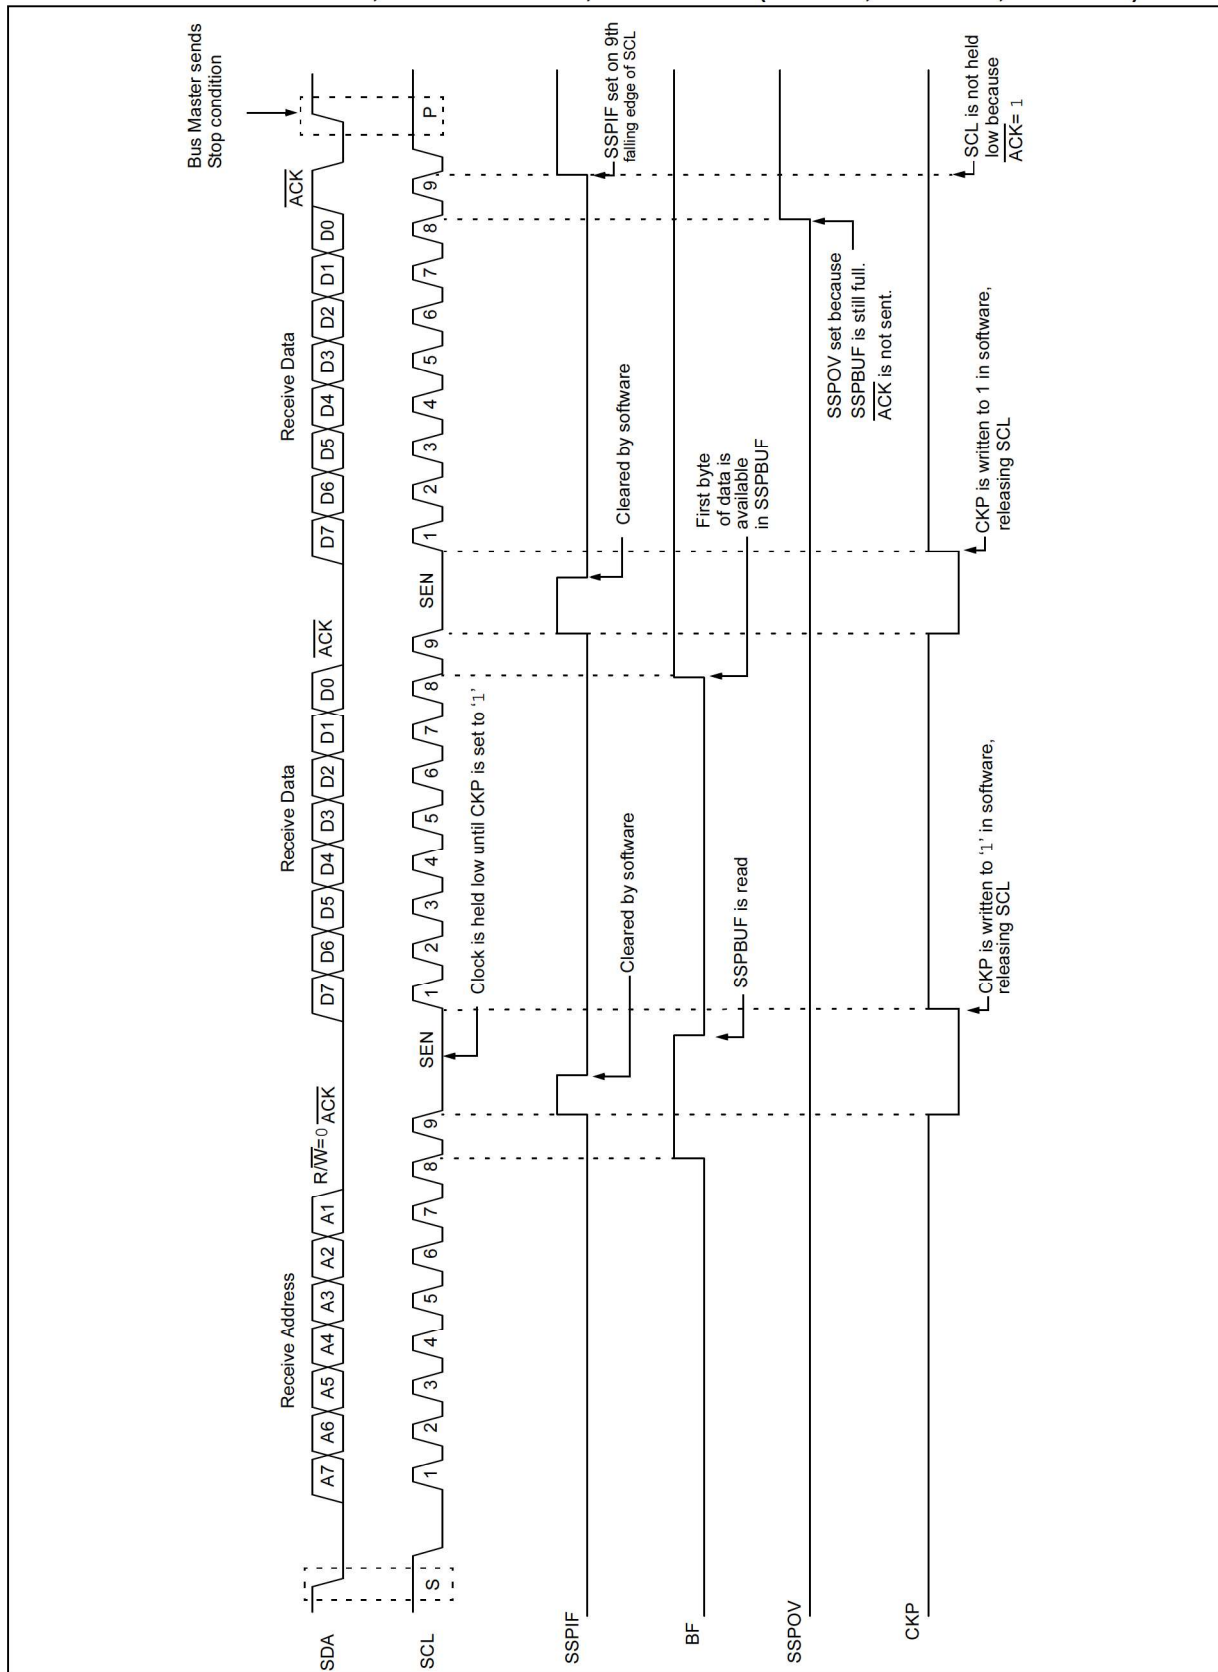 Bus Master sends
Stop condition
Receive Address
Receive Data
Receive Data
R/W̅=0 A̅C̅K̅
A̅C̅K̅
A̅C̅K̅
SDA
A7 A6 A5 A4 A3 A2 A1
D7 D6 D5 D4 D3 D2 D1 D0
D7 D6 D5 D4 D3 D2 D1 D0
SCL
S 1 2 3 4 5 6 7 8 9 SEN 1 2 3 4 5 6 7 8 9 SEN 1 2 3 4 5 6 7 8 9 P
Clock is held low until CKP is set to ‘1’
SSPIF
Cleared by software
Cleared by software
SSPIF set on 9th
falling edge of SCL
BF
SSPBUF is read
First byte
of data is
available
in SSPBUF
SSPOV
SSPOV set because
SSPBUF is still full.
A̅C̅K̅ is not sent.
CKP
CKP is written to ‘1’ in software,
releasing SCL
CKP is written to 1 in software,
releasing SCL
SCL is not held
low because
A̅C̅K̅= 1